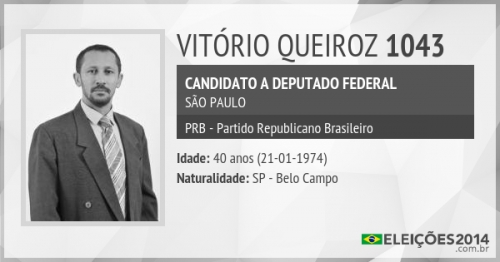 VITÓRIO QUEIROZ 1043
CANDIDATO A DEPUTADO FEDERAL
SÃO PAULO
PRB - Partido Republicano Brasileiro
Idade: 40 anos (21-01-1974)
Naturalidade: SP - Belo Campo
ELEIÇÕES2014
.com.br